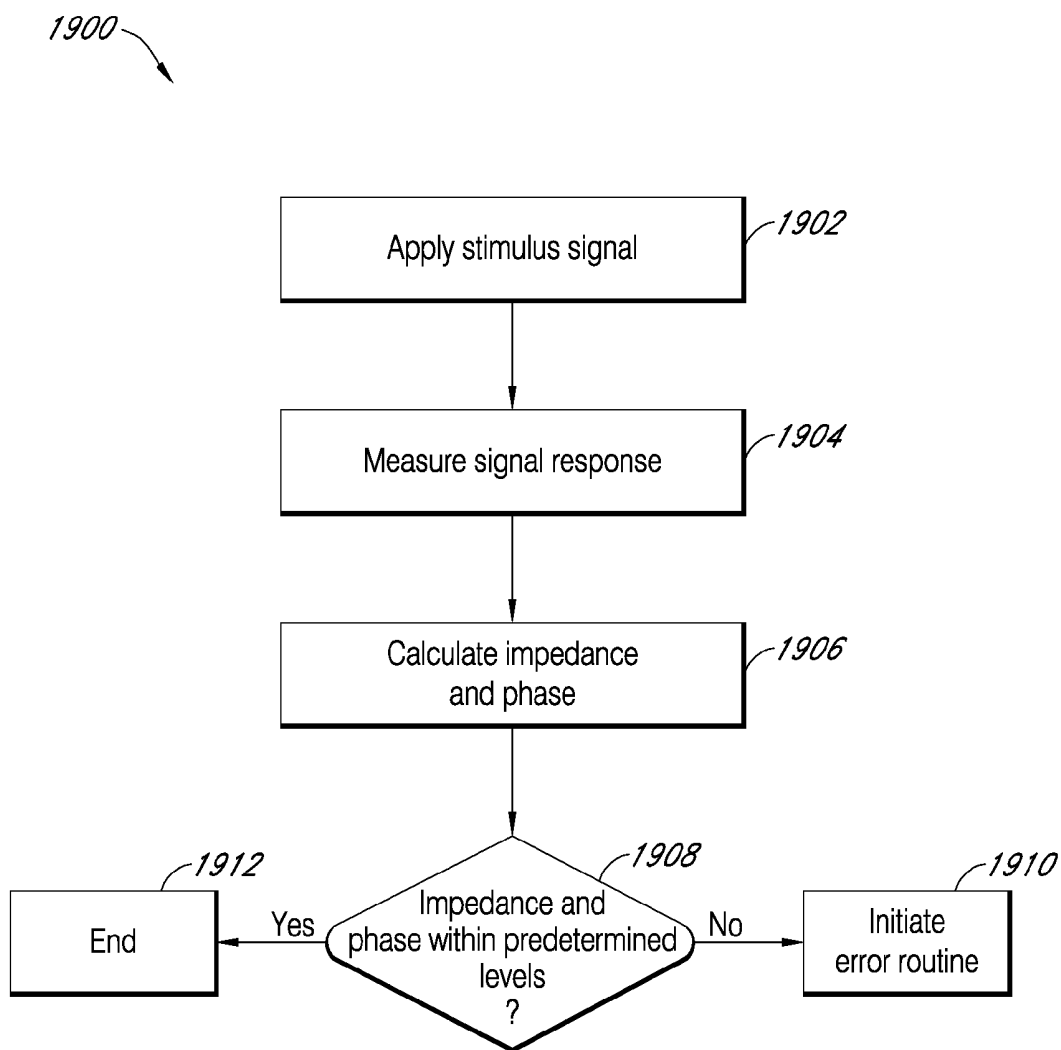 1900
Apply stimulus signal
1902
Measure signal response
1904
Calculate impedance
and phase
1906
1908
Impedance and
phase within predetermined
levels
?
Yes
1912
End
No
1910
Initiate
error routine